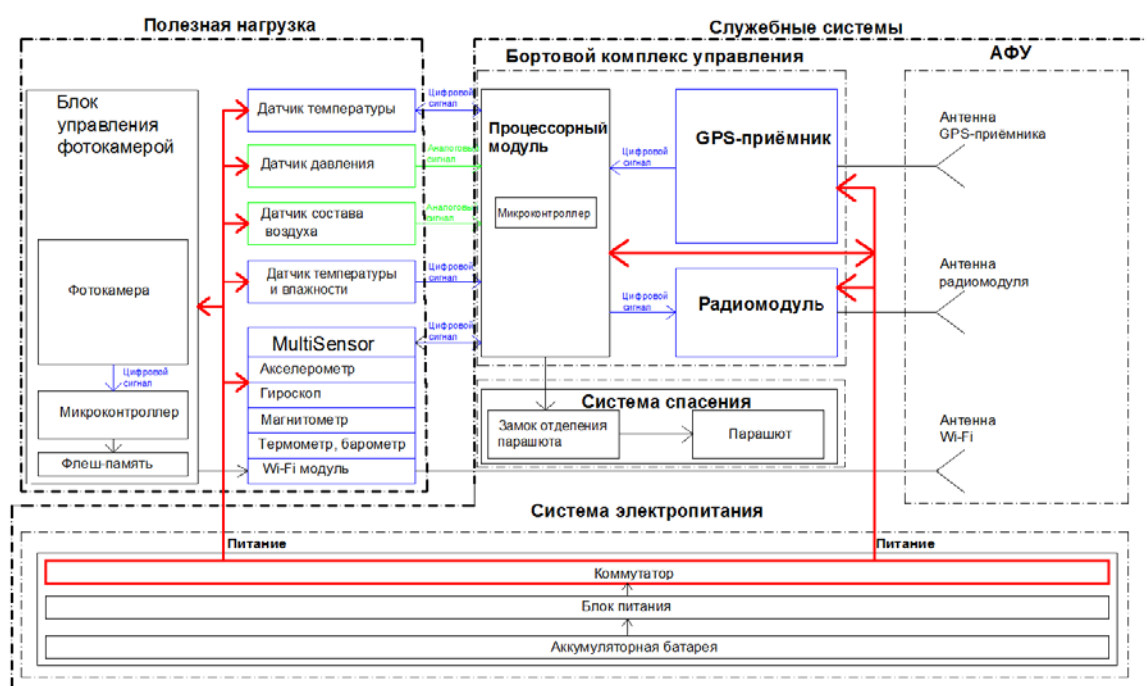 Полезная нагрузка
Служебные системы
Бортовой комплекс управления
АФУ
Блок
управления
фотокамерой
Фотокамера
Цифровой
сигнал
Микроконтроллер
Флеш-память
Датчик температуры
Датчик давления
Датчик состава
воздуха
Датчик температуры
и влажности
MultiSensor
Акселерометр
Гироскоп
Магнитометр
Термометр, барометр
Wi-Fi модуль
Цифровой
сигнал
Аналоговый
сигнал
Аналоговый
сигнал
Цифровой
сигнал
Цифровой
сигнал
Процессорный
модуль
Микроконтроллер
Цифровой
сигнал
Цифровой
сигнал
GPS-приёмник
Радиомодуль
Система спасения
Замок отделения
парашюта
Парашют
Антенна
GPS-приёмника
Антенна
радиомодуля
Антенна
Wi-Fi
Система электропитания
Питание
Питание
Коммутатор
Блок питания
Аккумуляторная батарея